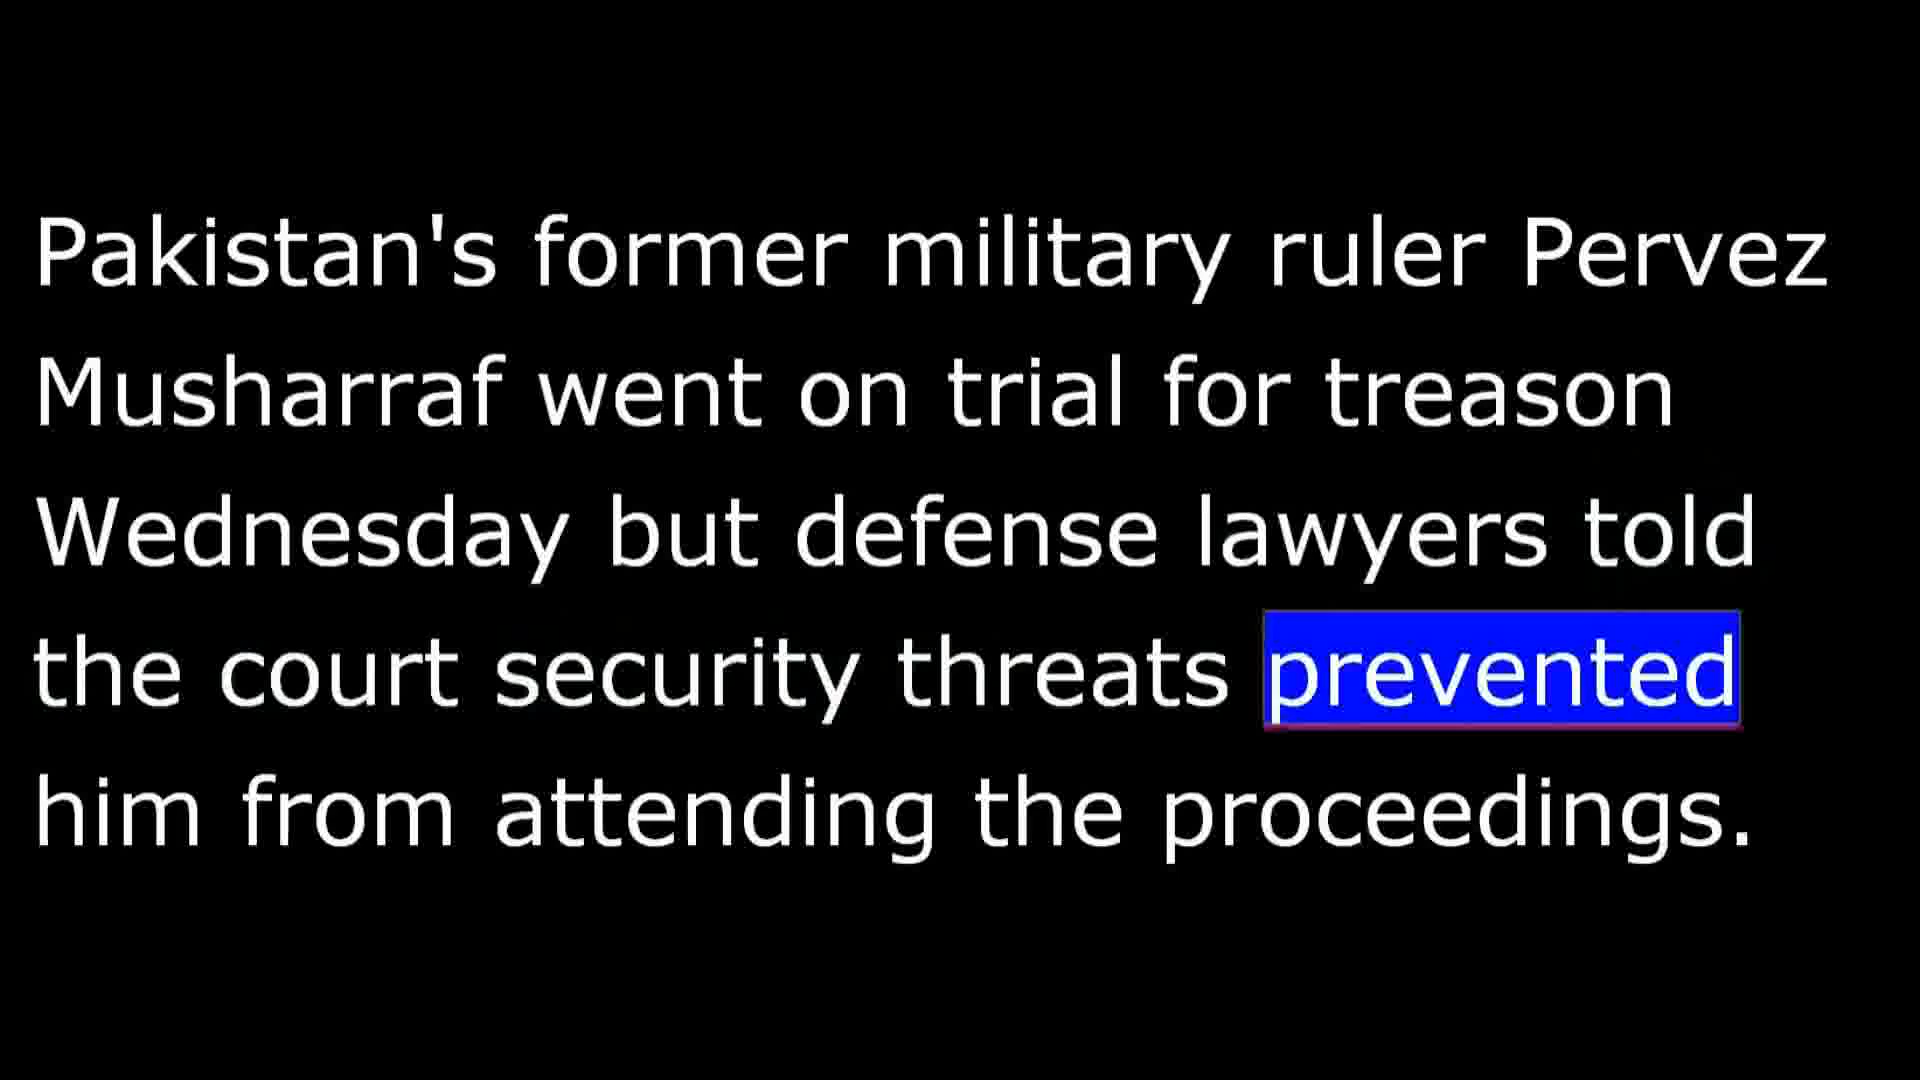 Pakistan's former military ruler Pervez
Musharraf went on trial for treason
Wednesday but defense lawyers told
the court security threats prevented
him from attending the proceedings.